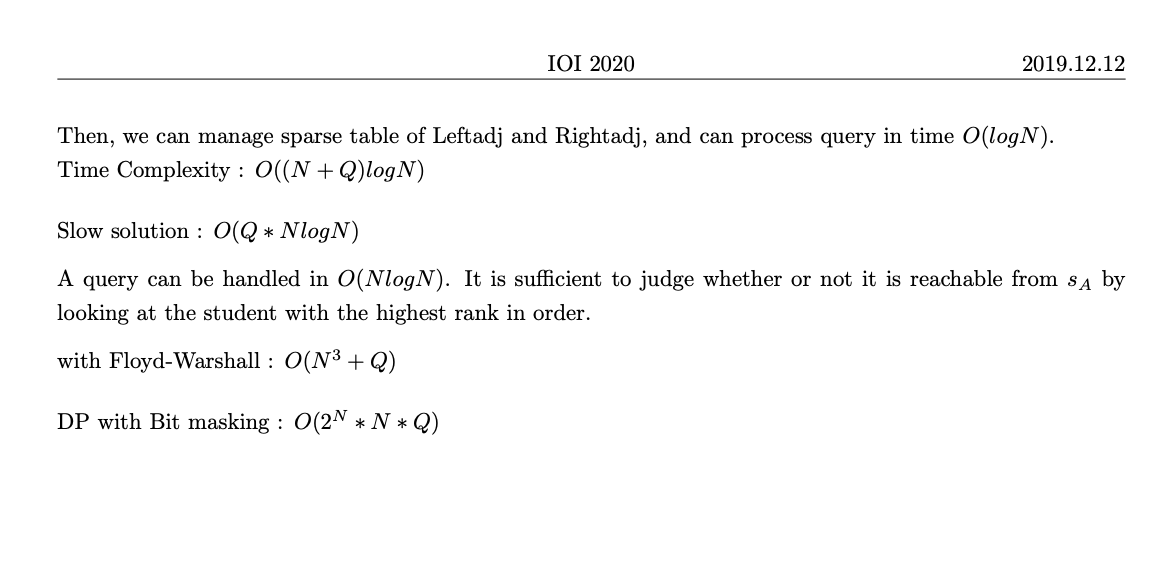 IOI 2020 2019.12.12
Then, we can manage sparse table of Leftadj and Rightadj, and can process query in time O(logN).
Time Complexity : O((N + Q)logN)
Slow solution : O(Q ∗ NlogN)
A query can be handled in O(NlogN). It is sufficient to judge whether or not it is reachable from s_A by
looking at the student with the highest rank in order.
with Floyd-Warshall : O(N³ + Q)
DP with Bit masking : O(2^N ∗ N ∗ Q)